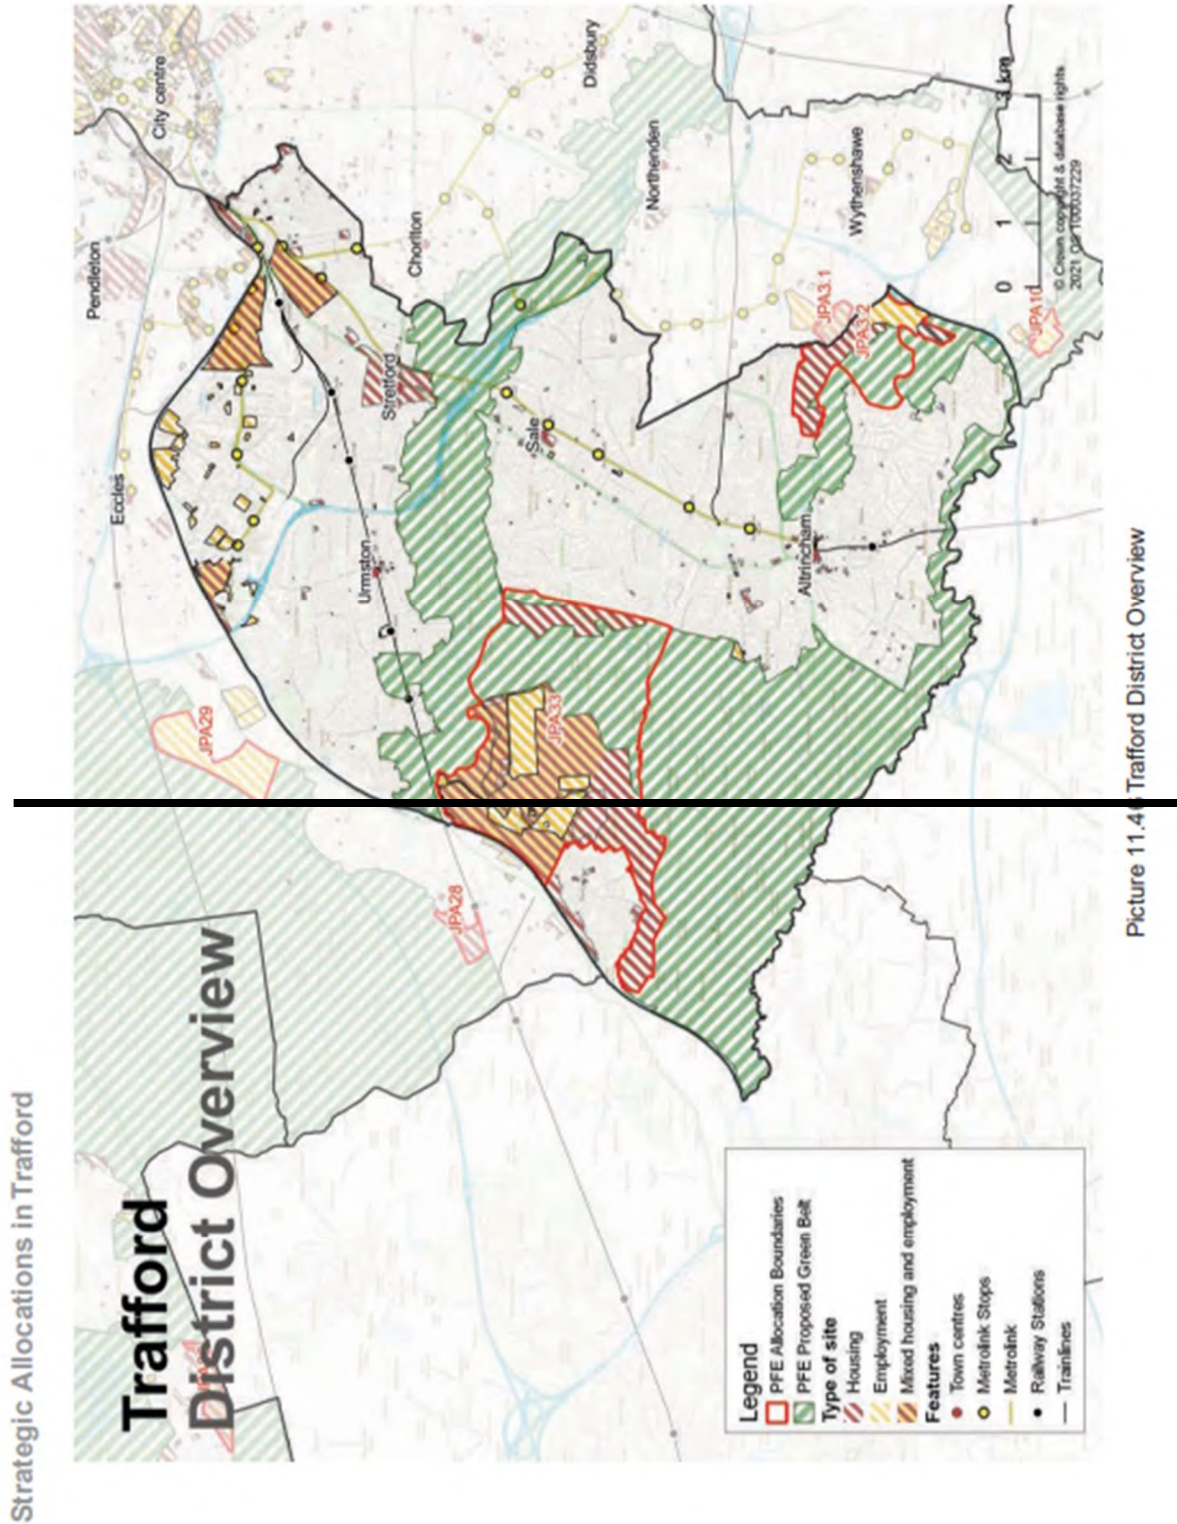 Strategic Allocations in Trafford
Trafford
District Overview
City centre
Pendleton
Eccles
Didsbury
Chorlton
Northenden
Stretford
Urmston
Sale
Wythenshawe
Altrincham
JPA29
JPA28
JPA33
JPA3.1
JPA3.2
JPA10
Legend
PFE Allocation Boundaries
PFE Proposed Green Belt
Type of site
Housing
Employment
Mixed housing and employment
Features
Town centres
Metrolink Stops
Metrolink
Railway Stations
Trainlines
0 1 2 3 km
© Crown copyright & database rights
2021 OS 100037229
Picture 11.46 Trafford District Overview